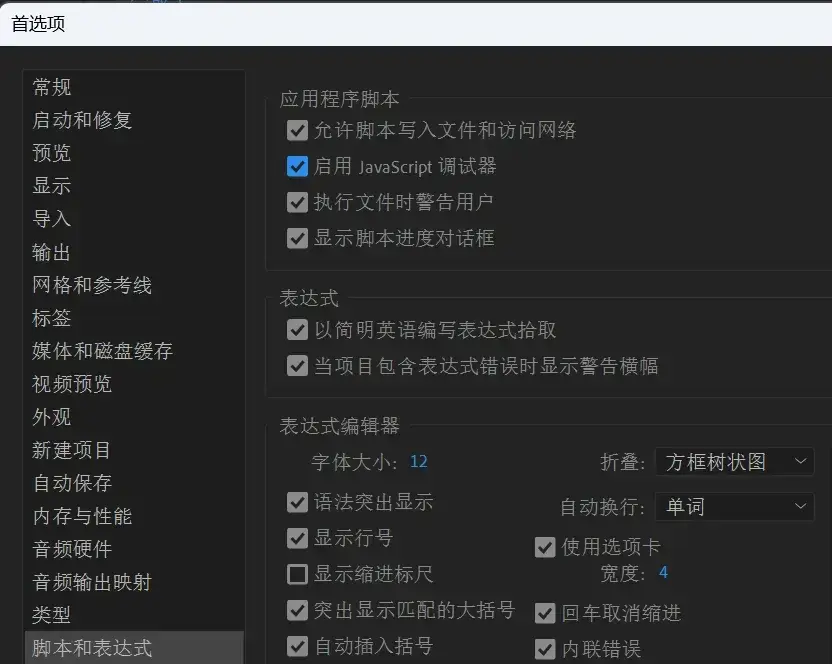 首选项
常规
启动和修复
预览
显示
导入
输出
网格和参考线
标签
媒体和磁盘缓存
视频预览
外观
新建项目
自动保存
内存与性能
音频硬件
音频输出映射
类型
脚本和表达式
应用程序脚本
允许脚本写入文件和访问网络
启用 JavaScript 调试器
执行文件时警告用户
显示脚本进度对话框
表达式
以简明英语编写表达式拾取
当项目包含表达式错误时显示警告横幅
表达式编辑器
字体大小: 12
折叠: 方框树状图
语法突出显示
自动换行: 单词
显示行号
使用选项卡
显示缩进标尺
宽度: 4
突出显示匹配的大括号
回车取消缩进
自动插入括号
内联错误